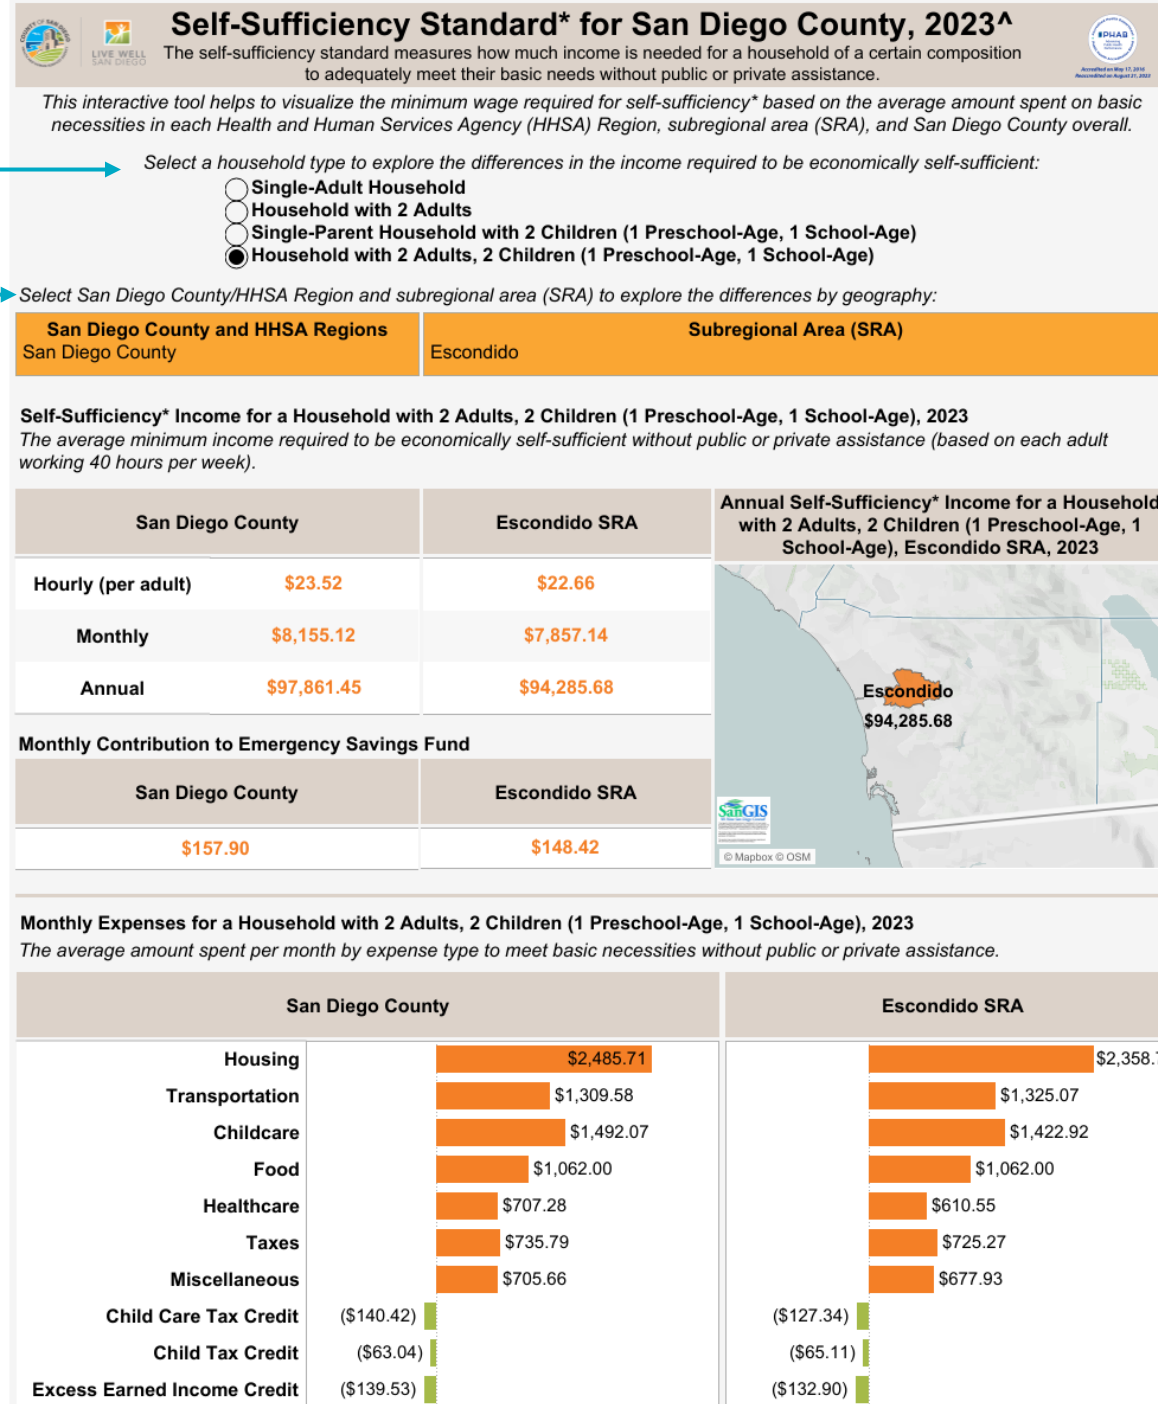 Self-Sufficiency Standard* for San Diego County, 2023^
LIVE WELL
SAN DIEGO
PHAB
Accredited on May 17, 2016
Reaccredited on August 21, 2023
The self-sufficiency standard measures how much income is needed for a household of a certain composition
to adequately meet their basic needs without public or private assistance.
This interactive tool helps to visualize the minimum wage required for self-sufficiency* based on the average amount spent on basic
necessities in each Health and Human Services Agency (HHSA) Region, subregional area (SRA), and San Diego County overall.
Select a household type to explore the differences in the income required to be economically self-sufficient:
Single-Adult Household
Household with 2 Adults
Single-Parent Household with 2 Children (1 Preschool-Age, 1 School-Age)
Household with 2 Adults, 2 Children (1 Preschool-Age, 1 School-Age)
Select San Diego County/HHSA Region and subregional area (SRA) to explore the differences by geography:
San Diego County and HHSA Regions Subregional Area (SRA)
San Diego County Escondido
Self-Sufficiency* Income for a Household with 2 Adults, 2 Children (1 Preschool-Age, 1 School-Age), 2023
The average minimum income required to be economically self-sufficient without public or private assistance (based on each adult
working 40 hours per week).
San Diego County Escondido SRA
Hourly (per adult) $23.52 $22.66
Monthly $8,155.12 $7,857.14
Annual $97,861.45 $94,285.68
Annual Self-Sufficiency* Income for a Household
with 2 Adults, 2 Children (1 Preschool-Age, 1
School-Age), Escondido SRA, 2023
Escondido
$94,285.68
SanGIS
© Mapbox © OSM
Monthly Contribution to Emergency Savings Fund
San Diego County Escondido SRA
$157.90 $148.42
Monthly Expenses for a Household with 2 Adults, 2 Children (1 Preschool-Age, 1 School-Age), 2023
The average amount spent per month by expense type to meet basic necessities without public or private assistance.
San Diego County Escondido SRA
Housing $2,485.71 $2,358.
Transportation $1,309.58 $1,325.07
Childcare $1,492.07 $1,422.92
Food $1,062.00 $1,062.00
Healthcare $707.28 $610.55
Taxes $735.79 $725.27
Miscellaneous $705.66 $677.93
Child Care Tax Credit ($140.42) ($127.34)
Child Tax Credit ($63.04) ($65.11)
Excess Earned Income Credit ($139.53) ($132.90)